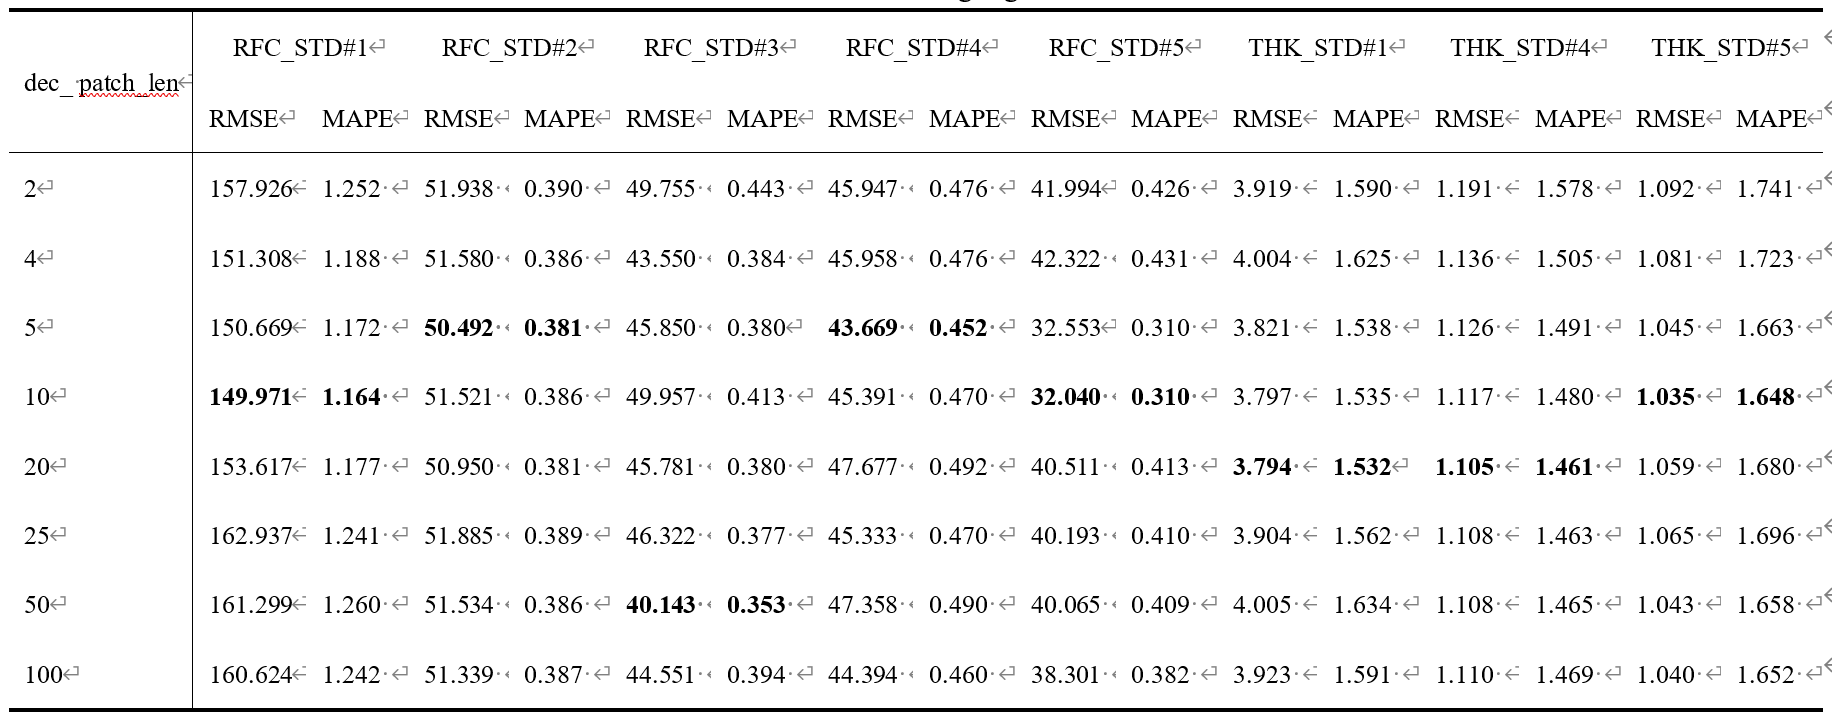 RFC_STD#1 RFC_STD#2 RFC_STD#3 RFC_STD#4 RFC_STD#5 THK_STD#1 THK_STD#4 THK_STD#5
dec_ patch_len
RMSE MAPE RMSE MAPE RMSE MAPE RMSE MAPE RMSE MAPE RMSE MAPE RMSE MAPE RMSE MAPE
2 157.926 1.252 51.938 0.390 49.755 0.443 45.947 0.476 41.994 0.426 3.919 1.590 1.191 1.578 1.092 1.741
4 151.308 1.188 51.580 0.386 43.550 0.384 45.958 0.476 42.322 0.431 4.004 1.625 1.136 1.505 1.081 1.723
5 150.669 1.172 50.492 0.381 45.850 0.380 43.669 0.452 32.553 0.310 3.821 1.538 1.126 1.491 1.045 1.663
10 149.971 1.164 51.521 0.386 49.957 0.413 45.391 0.470 32.040 0.310 3.797 1.535 1.117 1.480 1.035 1.648
20 153.617 1.177 50.950 0.381 45.781 0.380 47.677 0.492 40.511 0.413 3.794 1.532 1.105 1.461 1.059 1.680
25 162.937 1.241 51.885 0.389 46.322 0.377 45.333 0.470 40.193 0.410 3.904 1.562 1.108 1.463 1.065 1.696
50 161.299 1.260 51.534 0.386 40.143 0.353 47.358 0.490 40.065 0.409 4.005 1.634 1.108 1.465 1.043 1.658
100 160.624 1.242 51.339 0.387 44.551 0.394 44.394 0.460 38.301 0.382 3.923 1.591 1.110 1.469 1.040 1.652